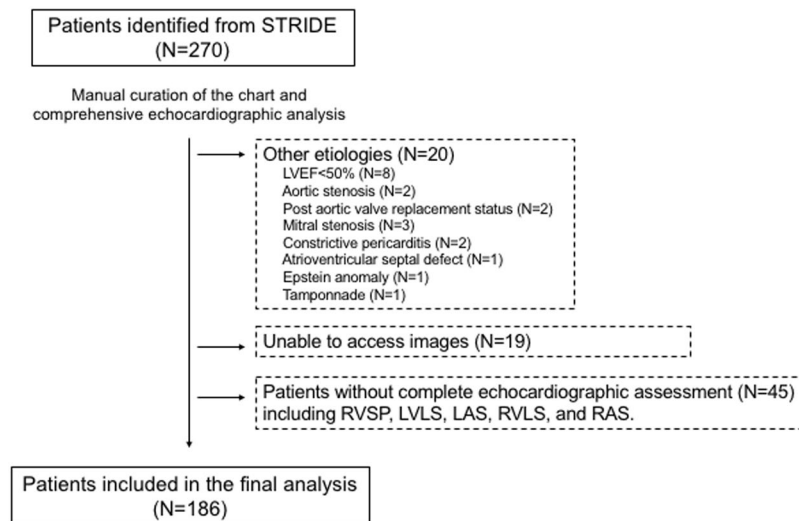 Patients identified from STRIDE
(N=270)
Manual curation of the chart and
comprehensive echocardiographic analysis
Other etiologies (N=20)
LVEF<50% (N=8)
Aortic stenosis (N=2)
Post aortic valve replacement status (N=2)
Mitral stenosis (N=3)
Constrictive pericarditis (N=2)
Atrioventricular septal defect (N=1)
Epstein anomaly (N=1)
Tamponnade (N=1)
Unable to access images (N=19)
Patients without complete echocardiographic assessment (N=45)
including RVSP, LVLS, LAS, RVLS, and RAS.
Patients included in the final analysis
(N=186)